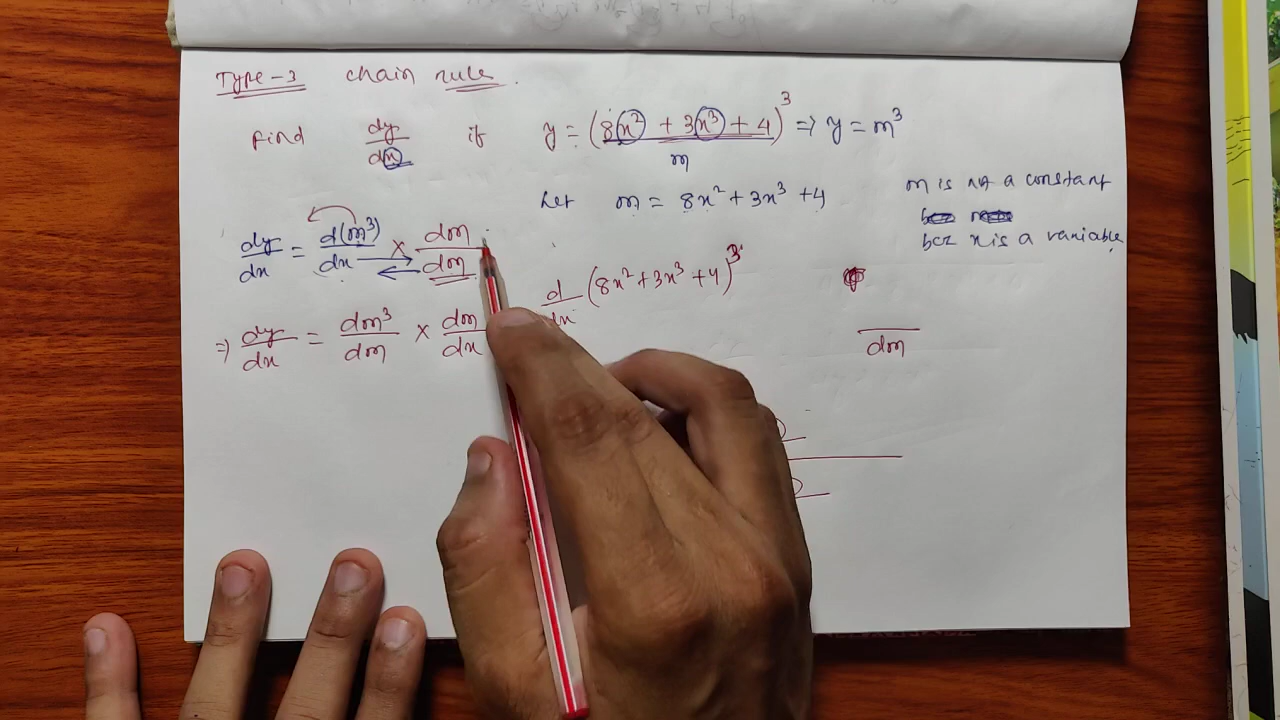 Type-3 chain rule.
Find dy/dx if y = (8x² + 3x³ + 4)³ => y = m³
m
Let m = 8x² + 3x³ + 4
m is not a constant
bcz x is a variable
dy/dx = d(m³)/dx × dm/dm
d/dx (8x² + 3x³ + 4)³
=> dy/dx = dm³/dm × dm/dx
dm